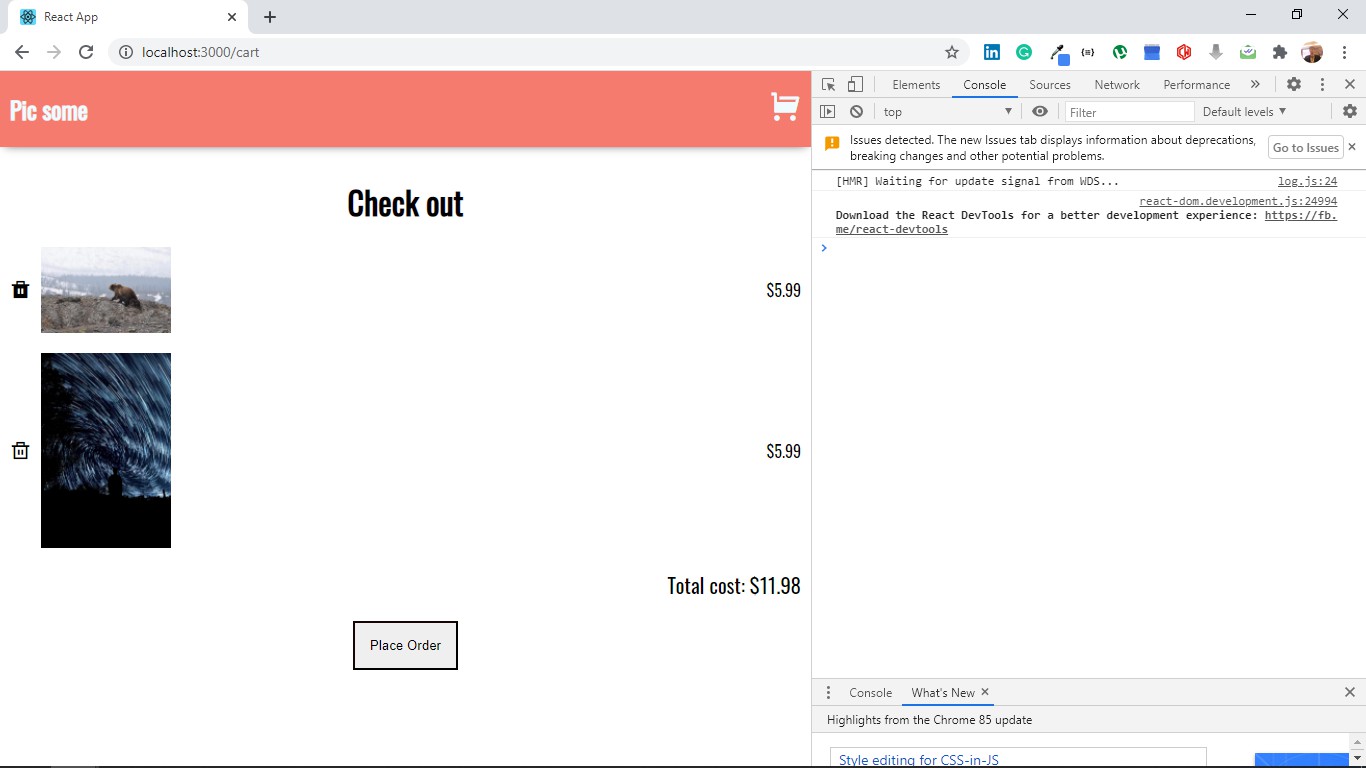 React App
localhost:3000/cart
Pic some
Check out
$5.99
$5.99
Total cost: $11.98
Place Order
Elements Console Sources Network Performance
top Filter Default levels
Issues detected. The new Issues tab displays information about deprecations,
breaking changes and other potential problems.
Go to Issues
[HMR] Waiting for update signal from WDS... log.js:24
react-dom.development.js:24994
Download the React DevTools for a better development experience: https://fb.
me/react-devtools
Console What's New
Highlights from the Chrome 85 update
Style editing for CSS-in-JS